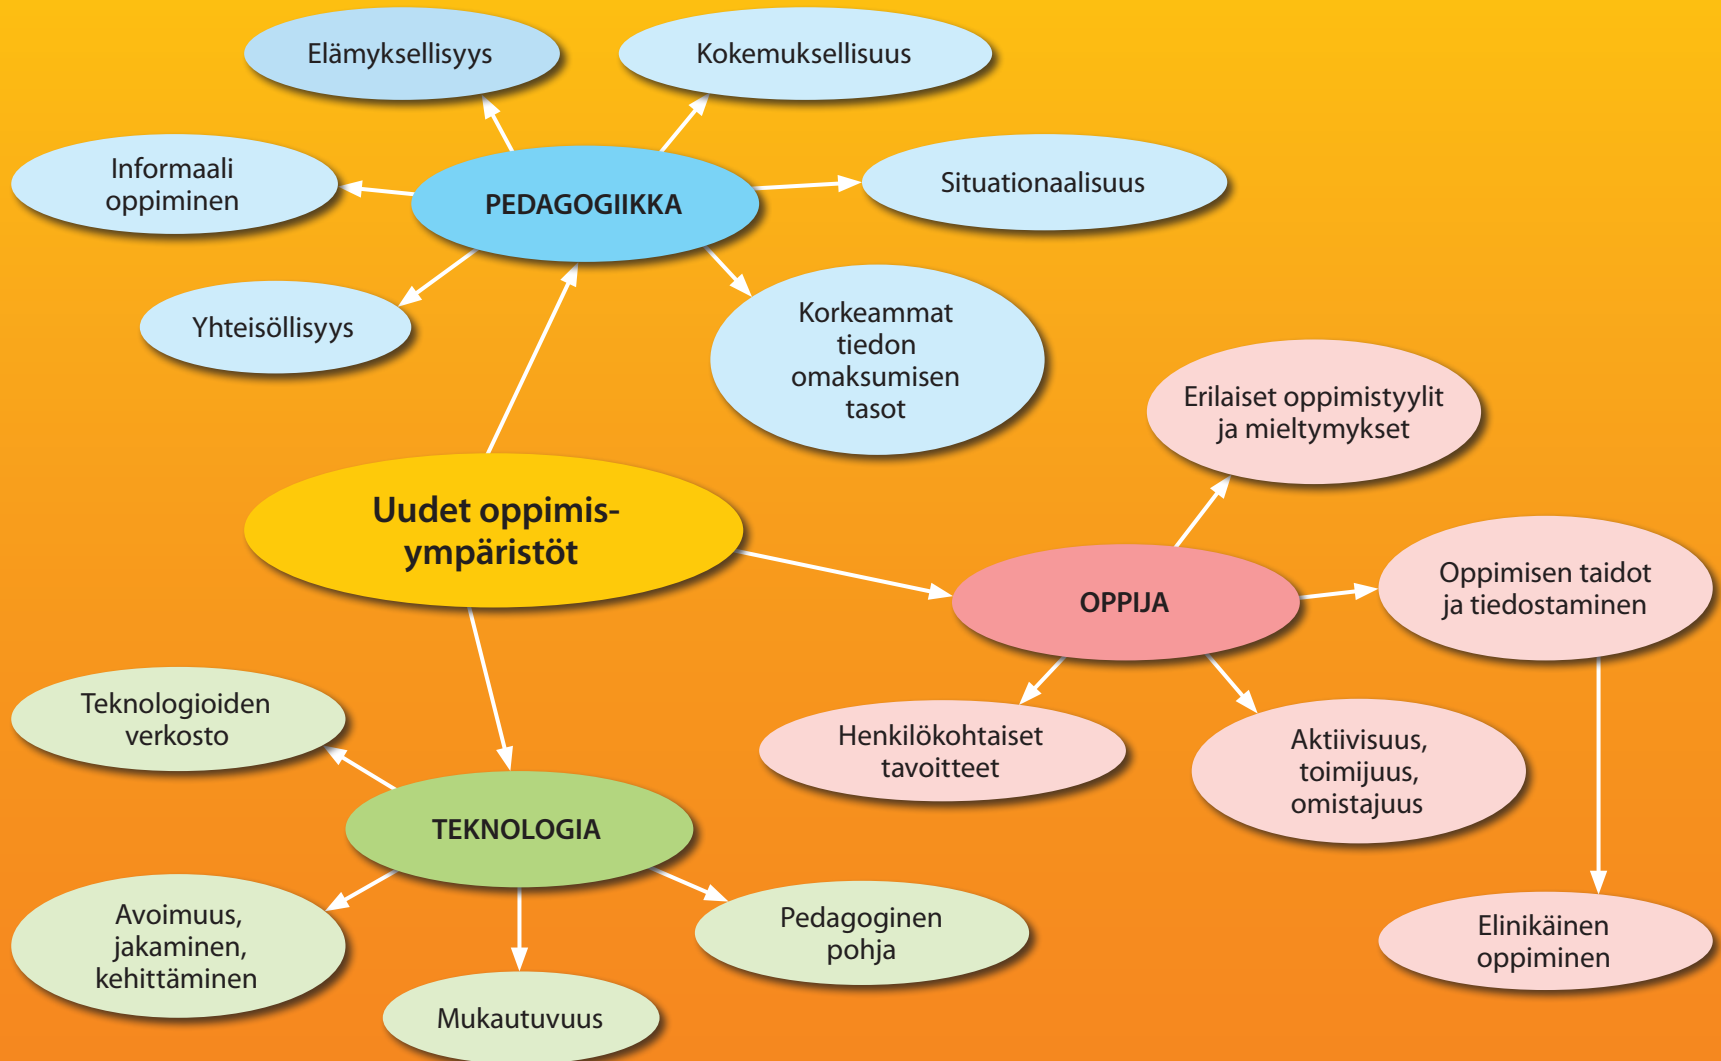 Elämyksellisyys
Kokemuksellisuus
Informaali
oppiminen
PEDAGOGIIKKA
Situationaalisuus
Yhteisöllisyys
Korkeammat
tiedon
omaksumisen
tasot
Erilaiset oppimistyylit
ja mieltymykset
Uudet oppimis-
ympäristöt
OPPIJA
Oppimisen taidot
ja tiedostaminen
Teknologioiden
verkosto
Henkilökohtaiset
tavoitteet
Aktiivisuus,
toimijuus,
omistajuus
TEKNOLOGIA
Avoimuus,
jakaminen,
kehittäminen
Pedagoginen
pohja
Elinikäinen
oppiminen
Mukautuvuus